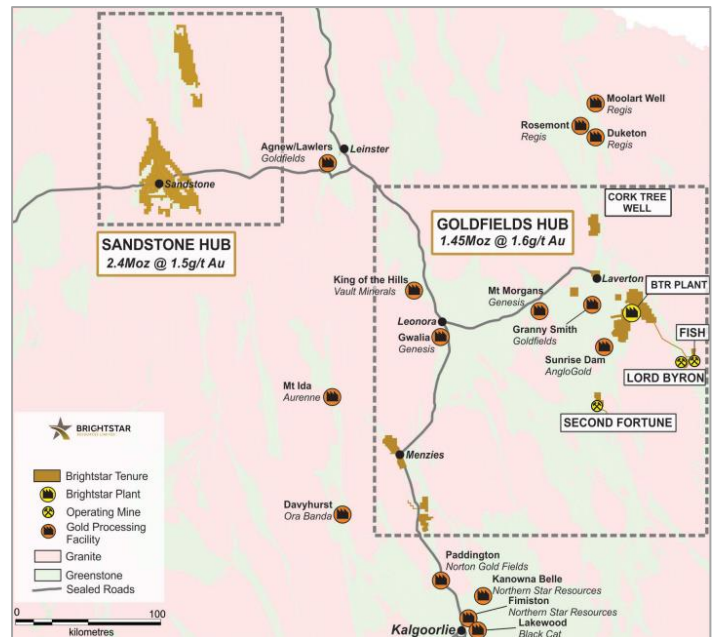 Moolart Well
Regis
Rosemont
Regis
Duketon
Regis
Agnew/Lawlers
Goldfields
Leinster
Sandstone
CORK TREE
WELL
SANDSTONE HUB
2.4Moz @ 1.5g/t Au
GOLDFIELDS HUB
1.45Moz @ 1.6g/t Au
King of the Hills
Vault Minerals
Mt Morgans
Genesis
Laverton
BTR PLANT
Leonora
Granny Smith
Goldfields
FISH
Gwalia
Genesis
Sunrise Dam
AngloGold
LORD BYRON
Mt Ida
Aurenne
SECOND FORTUNE
BRIGHTSTAR
Menzies
Brightstar Tenure
Brightstar Plant
Operating Mine
Gold Processing
Facility
Granite
Greenstone
Sealed Roads
Davyhurst
Ora Banda
Paddington
Norton Gold Fields
Kanowna Belle
Northern Star Resources
Fimiston
Northern Star Resources
Lakewood
Black Cat
Kalgoorlie
0
100
kilometres